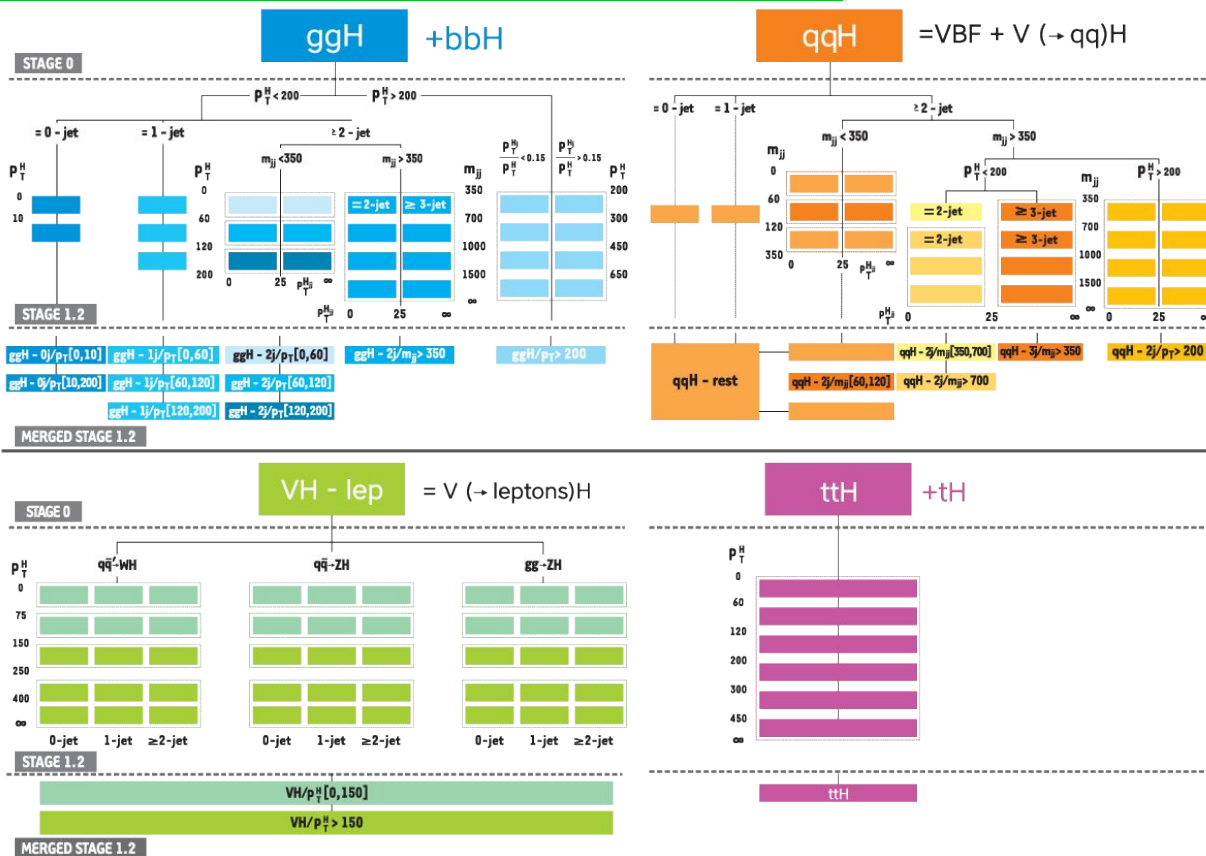 ggH +bbH
STAGE 0
p_T^H <200 p_T^H >200
= 0 - jet = 1 - jet ≥ 2 - jet
m_jj <350 m_jj > 350
p_T^Hj / p_T^H < 0.15 p_T^Hj / p_T^H > 0.15
p_T^H
0
10
p_T^H
0
60
120
200
= 2-jet ≥ 3-jet
0 25 ∞
p_T^Hjj
0 25 ∞
p_T^Hjj
m_jj
350
700
1000
1500
∞
p_T^H
200
300
450
650
STAGE 1.2
ggH - 0j/p_T[0,10] ggH - 1j/p_T[0,60] ggH - 2j/p_T[0,60] ggH - 2j/m_jj > 350 ggH/p_T > 200
ggH - 0j/p_T[10,200] ggH - 1j/p_T[60,120] ggH - 2j/p_T[60,120]
ggH - 1j/p_T[120,200] ggH - 2j/p_T[120,200]
MERGED STAGE 1.2
qqH =VBF + V (→ qq)H
= 0 - jet = 1 - jet ≥ 2 - jet
m_jj < 350 m_jj > 350
p_T^H <200 p_T^H > 200
m_jj
0
60
120
350
0 25 ∞
p_T^Hjj
= 2-jet ≥ 3-jet
= 2-jet ≥ 3-jet
0 25 ∞
p_T^Hjj
m_jj
350
700
1000
1500
∞
0 25 ∞
qqH - rest
qqH - 2j/m_jj[60,120]
qqH - 2j/m_jj[350,700] qqH - 3j/m_jj > 350 qqH - 2j/p_T > 200
qqH - 2j/m_jj > 700
VH - lep = V (→ leptons)H
STAGE 0
qq̄'→WH qq̄→ZH gg→ZH
p_T^H
0
75
150
250
400
∞
0-jet 1-jet ≥2-jet 0-jet 1-jet ≥2-jet 0-jet 1-jet ≥2-jet
STAGE 1.2
VH/p_T^H [0,150]
VH/p_T^H > 150
MERGED STAGE 1.2
ttH +tH
p_T^H
0
60
120
200
300
450
∞
ttH